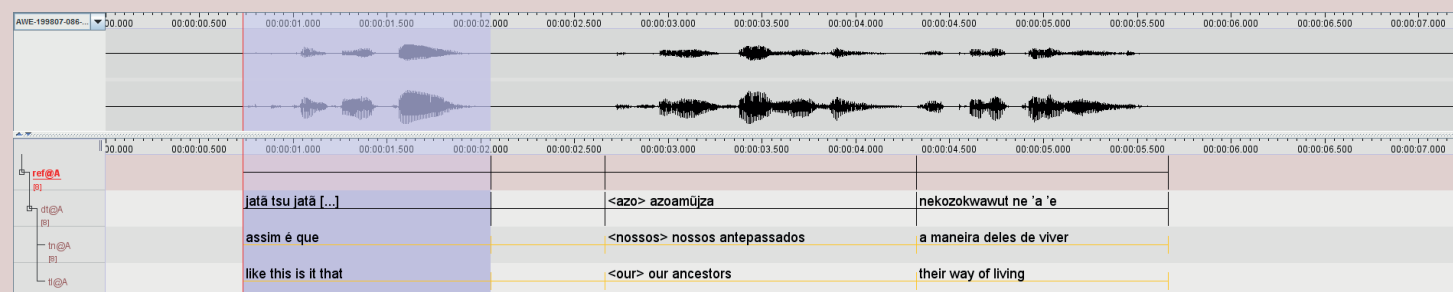 AWE-199807-086-...
00.000 00:00:00.500 00:00:01.000 00:00:01.500 00:00:02.000 00:00:02.500 00:00:03.000 00:00:03.500 00:00:04.000 00:00:04.500 00:00:05.000 00:00:05.500 00:00:06.000 00:00:06.500 00:00:07.000
00.000 00:00:00.500 00:00:01.000 00:00:01.500 00:00:02.000 00:00:02.500 00:00:03.000 00:00:03.500 00:00:04.000 00:00:04.500 00:00:05.000 00:00:05.500 00:00:06.000 00:00:06.500 00:00:07.000
ref@A
[8]
dt@A jatã tsu jatã [...] <azo> azoamũjza nekozokwawut ne 'a 'e
[8]
tn@A assim é que <nossos> nossos antepassados a maneira deles de viver
[8]
tl@A like this is it that <our> our ancestors their way of living